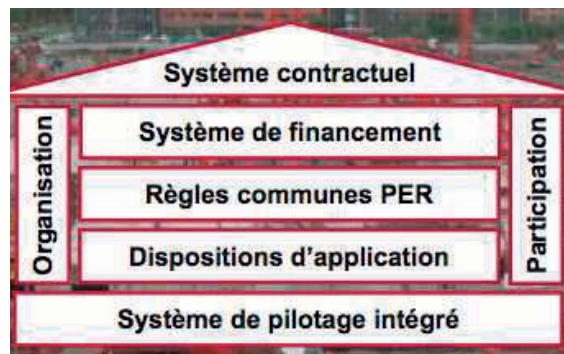 Système contractuel
Organisation
Système de financement
Règles communes PER
Dispositions d'application
Participation
Système de pilotage intégré